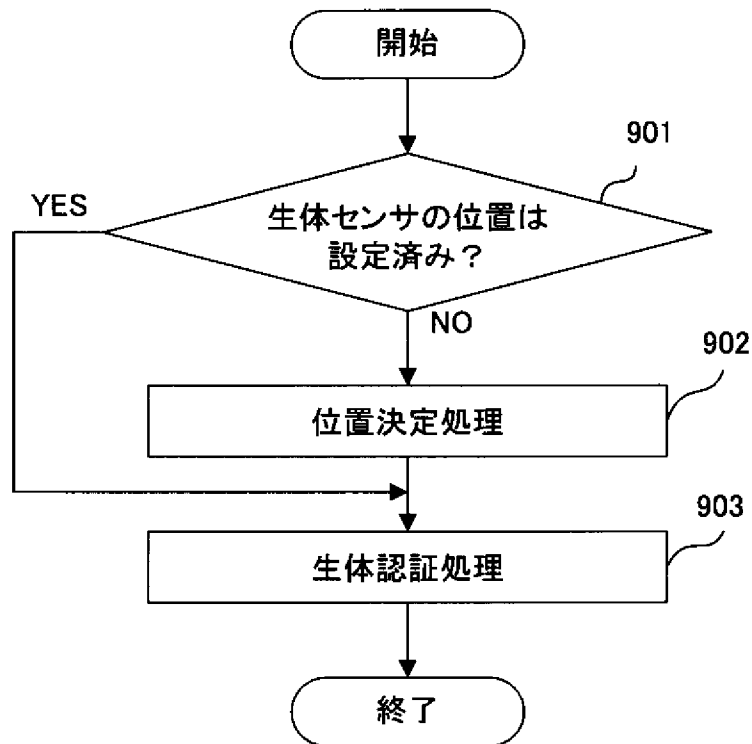 開始
901
YES
生体センサの位置は
設定済み？
NO
902
位置決定処理
903
生体認証処理
終了